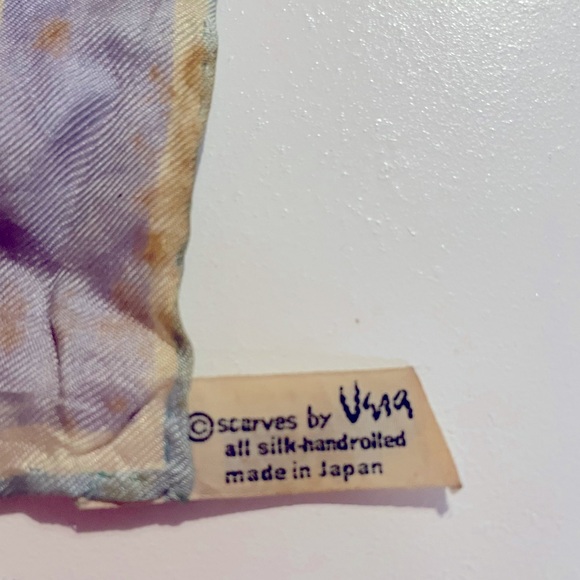 © scarves by Vera
all silk-handrolled
made in Japan